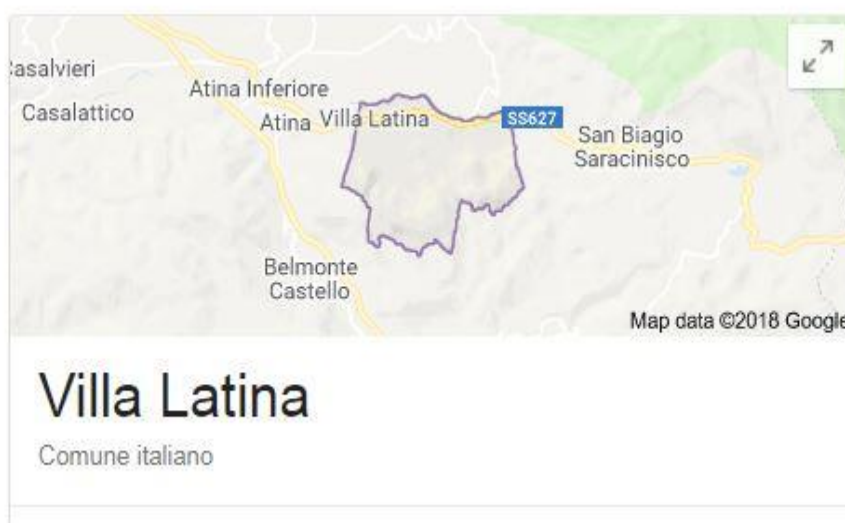 Casalvieri
Atina Inferiore
Casalattico
Atina
Villa Latina
SS627
San Biagio
Saracinisco
Belmonte
Castello
Map data ©2018 Google
Villa Latina
Comune italiano